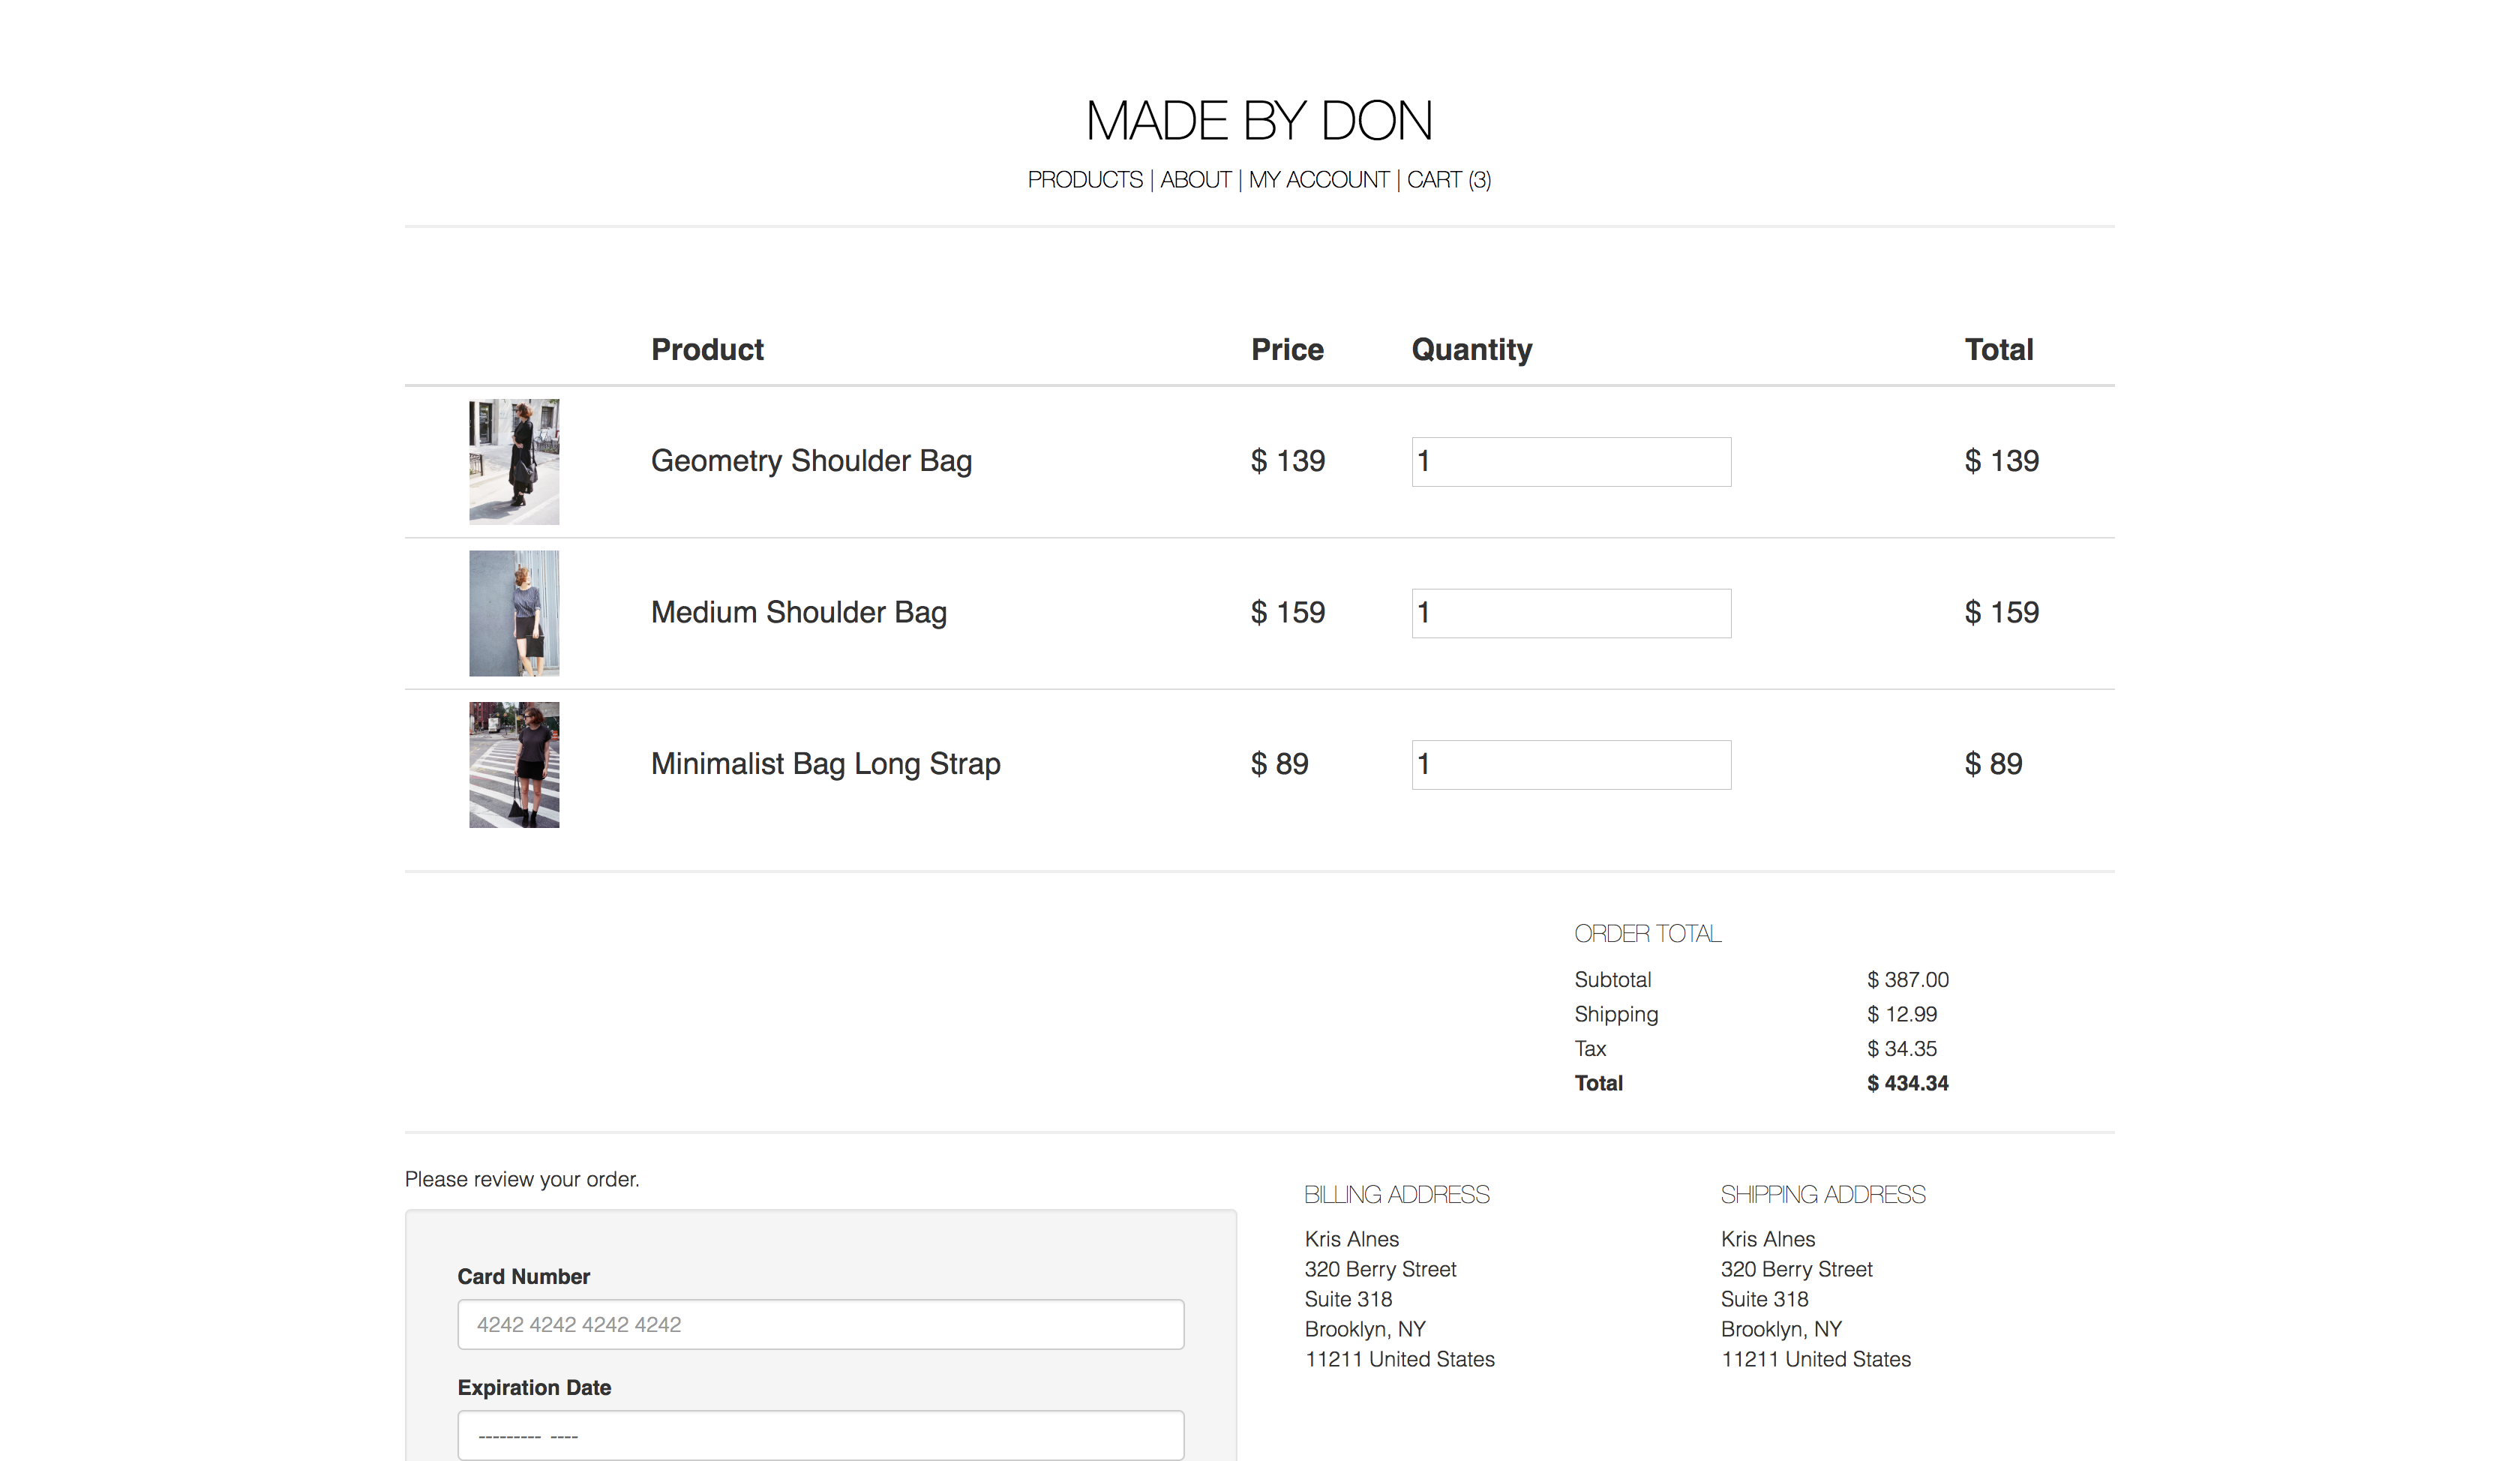 MADE BY DON
PRODUCTS | ABOUT | MY ACCOUNT | CART (3)
Product Price Quantity Total
Geometry Shoulder Bag $ 139 1 $ 139
Medium Shoulder Bag $ 159 1 $ 159
Minimalist Bag Long Strap $ 89 1 $ 89
ORDER TOTAL
Subtotal $ 387.00
Shipping $ 12.99
Tax $ 34.35
Total $ 434.34
Please review your order.
Card Number
4242 4242 4242 4242
Expiration Date
--------- ----
BILLING ADDRESS
Kris Alnes
320 Berry Street
Suite 318
Brooklyn, NY
11211 United States
SHIPPING ADDRESS
Kris Alnes
320 Berry Street
Suite 318
Brooklyn, NY
11211 United States